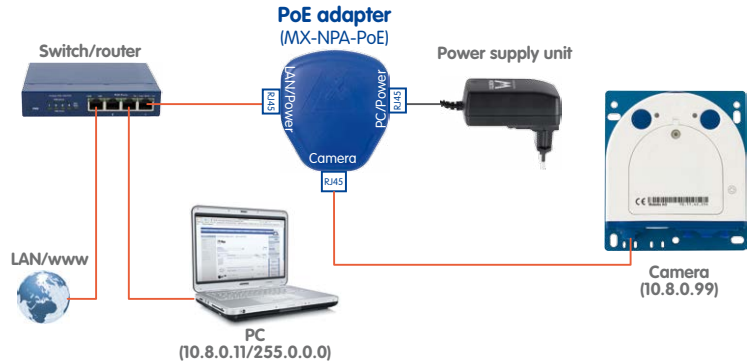 PoE adapter
(MX-NPA-PoE)
Switch/router
Power supply unit
RJ45
LAN/Power
PC/Power
RJ45
Camera
RJ45
LAN/www
PC
(10.8.0.11/255.0.0.0)
Camera
(10.8.0.99)